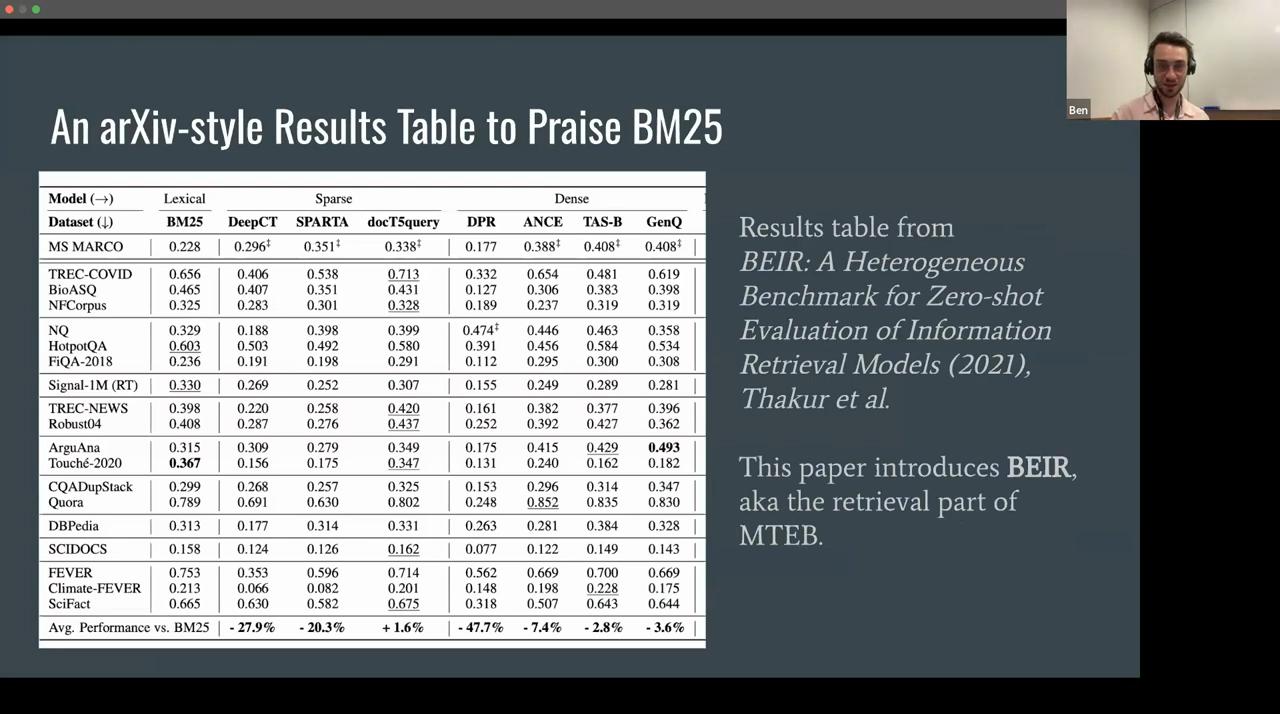 Ben
An arXiv-style Results Table to Praise BM25
Model (→) Lexical Sparse Dense
Dataset (↓) BM25 DeepCT SPARTA docT5query DPR ANCE TAS-B GenQ
MS MARCO 0.228 0.296‡ 0.351‡ 0.338‡ 0.177 0.388‡ 0.408‡ 0.408‡
TREC-COVID 0.656 0.406 0.538 0.713 0.332 0.654 0.481 0.619
BioASQ 0.465 0.407 0.351 0.431 0.127 0.306 0.383 0.398
NFCorpus 0.325 0.283 0.301 0.328 0.189 0.237 0.319 0.319
NQ 0.329 0.188 0.398 0.399 0.474‡ 0.446 0.463 0.358
HotpotQA 0.603 0.503 0.492 0.580 0.391 0.456 0.584 0.534
FiQA-2018 0.236 0.191 0.198 0.291 0.112 0.295 0.300 0.308
Signal-1M (RT) 0.330 0.269 0.252 0.307 0.155 0.249 0.289 0.281
TREC-NEWS 0.398 0.220 0.258 0.420 0.161 0.382 0.377 0.396
Robust04 0.408 0.287 0.276 0.437 0.252 0.392 0.427 0.362
ArguAna 0.315 0.309 0.279 0.349 0.175 0.415 0.429 0.493
Touché-2020 0.367 0.156 0.175 0.347 0.131 0.240 0.162 0.182
CQADupStack 0.299 0.268 0.257 0.325 0.153 0.296 0.314 0.347
Quora 0.789 0.691 0.630 0.802 0.248 0.852 0.835 0.830
DBPedia 0.313 0.177 0.314 0.331 0.263 0.281 0.384 0.328
SCIDOCS 0.158 0.124 0.126 0.162 0.077 0.122 0.149 0.143
FEVER 0.753 0.353 0.596 0.714 0.562 0.669 0.700 0.669
Climate-FEVER 0.213 0.066 0.082 0.201 0.148 0.198 0.228 0.175
SciFact 0.665 0.630 0.582 0.675 0.318 0.507 0.643 0.644
Avg. Performance vs. BM25 - 27.9% - 20.3% + 1.6% - 47.7% - 7.4% - 2.8% - 3.6%
Results table from
BEIR: A Heterogeneous
Benchmark for Zero-shot
Evaluation of Information
Retrieval Models (2021),
Thakur et al.
This paper introduces BEIR,
aka the retrieval part of
MTEB.